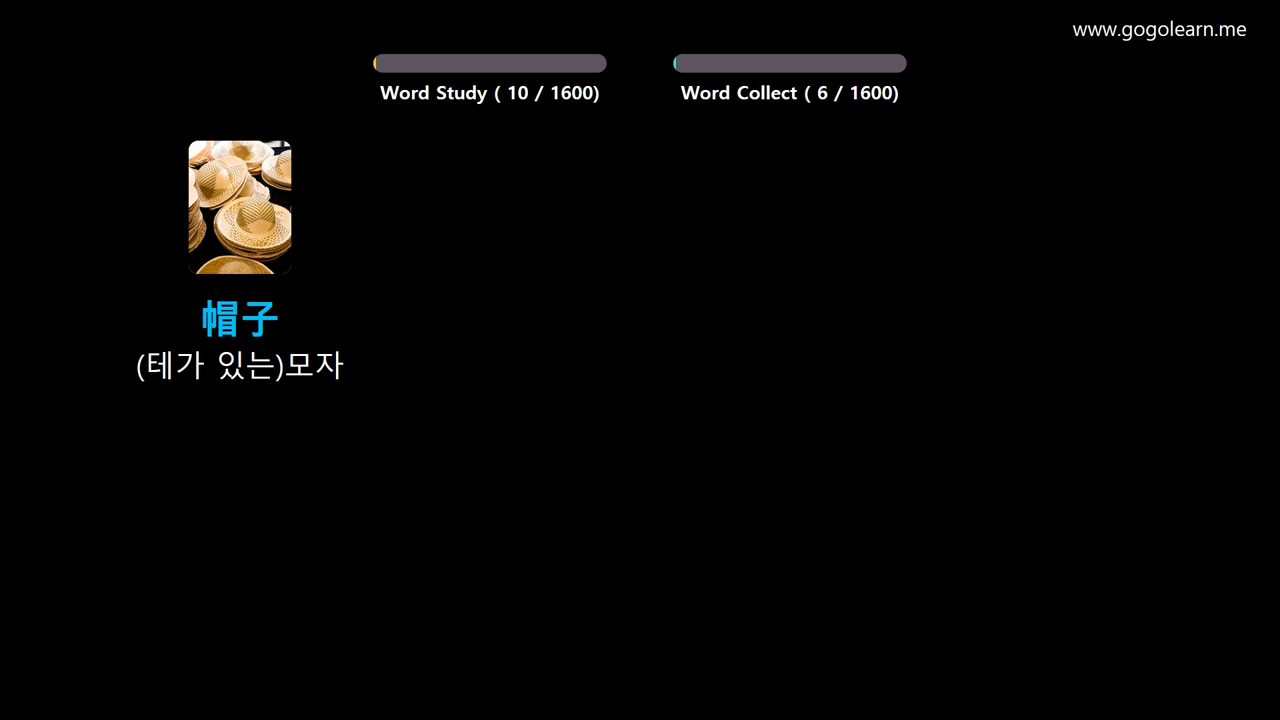 www.gogolearn.me
Word Study ( 10 / 1600)
Word Collect ( 6 / 1600)
帽子
(테가 있는)모자